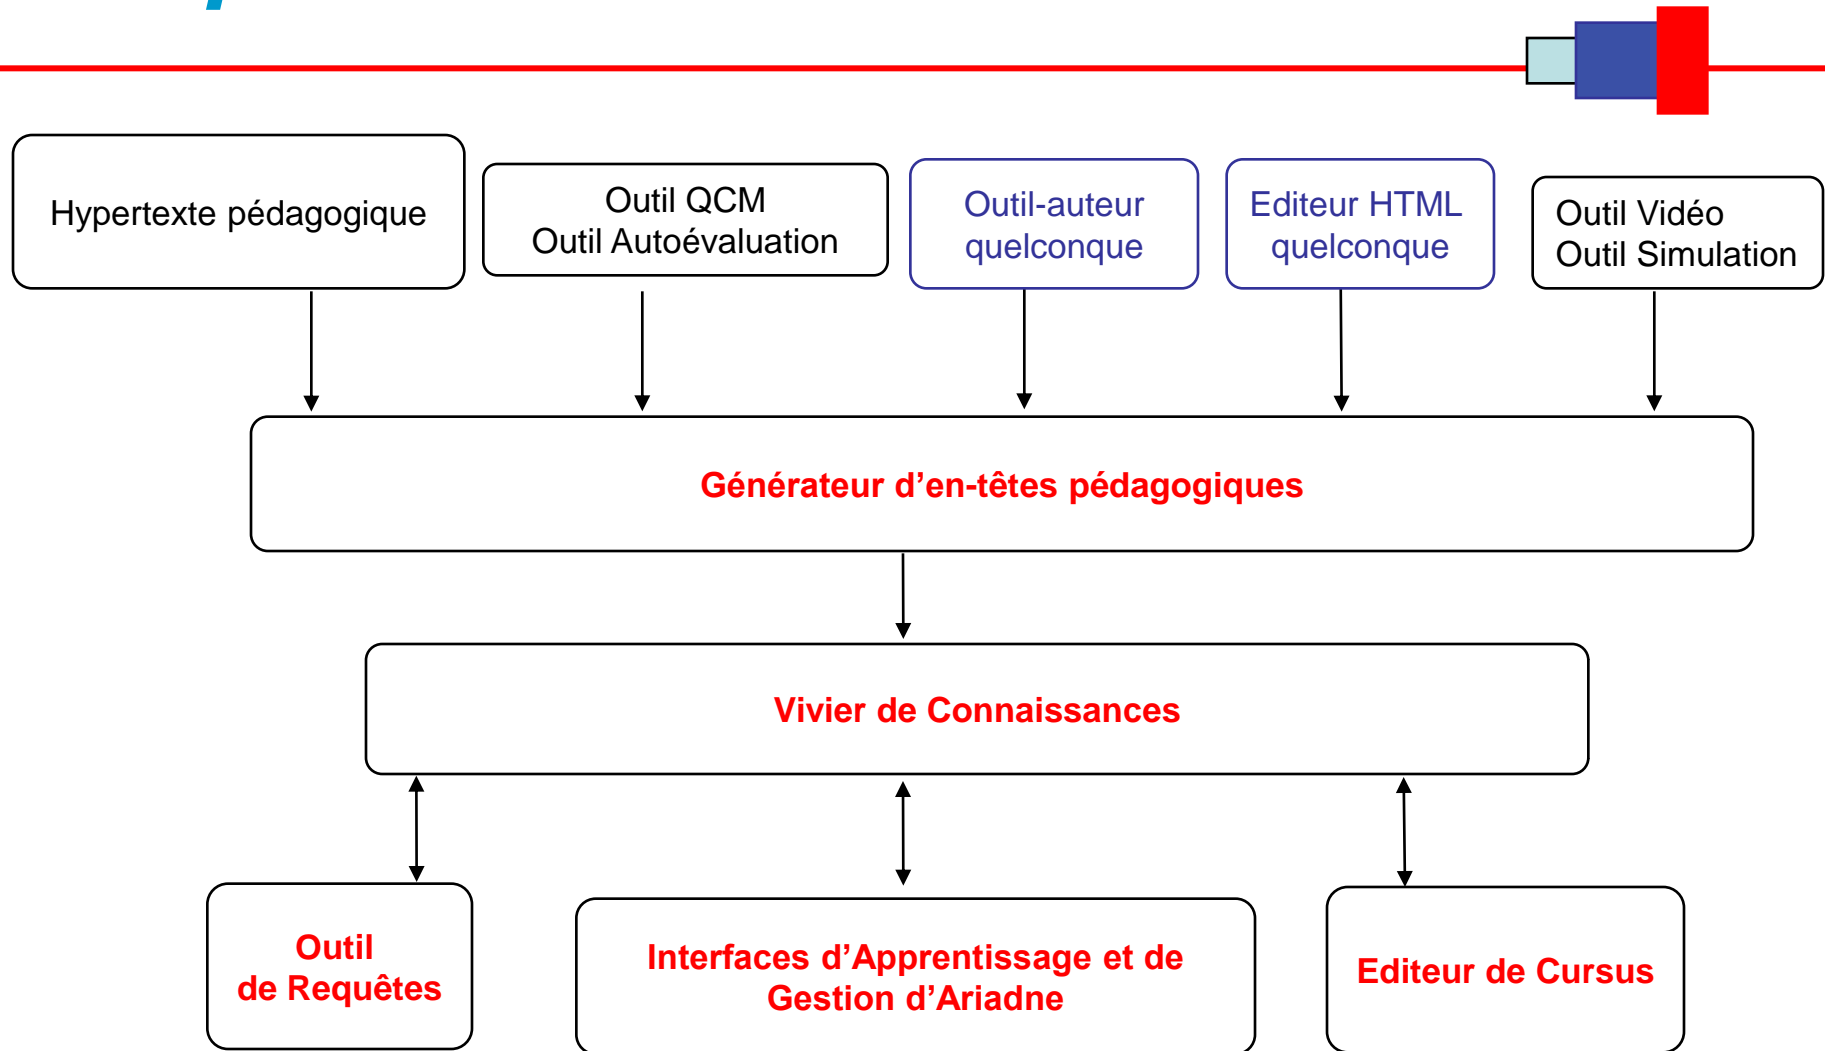 Hypertexte pédagogique
Outil QCM
Outil Autoévaluation
Outil-auteur
quelconque
Editeur HTML
quelconque
Outil Vidéo
Outil Simulation
Générateur d’en-têtes pédagogiques
Vivier de Connaissances
Outil
de Requêtes
Interfaces d’Apprentissage et de
Gestion d’Ariadne
Editeur de Cursus